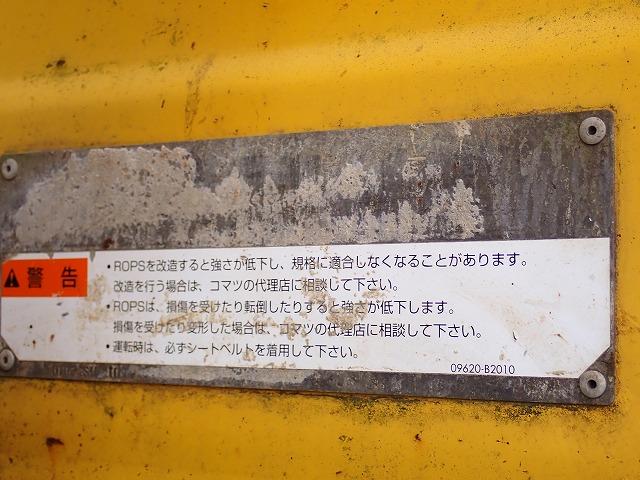 警告
・ROPSを改造すると強さが低下し、規格に適合しなくなることがあります。
改造を行う場合は、コマツの代理店に相談して下さい。
・ROPSは、損傷を受けたり転倒したりすると強さが低下します。
損傷を受けたり変形した場合は、コマツの代理店に相談して下さい。
・運転時は、必ずシートベルトを着用して下さい。
09620-B2010